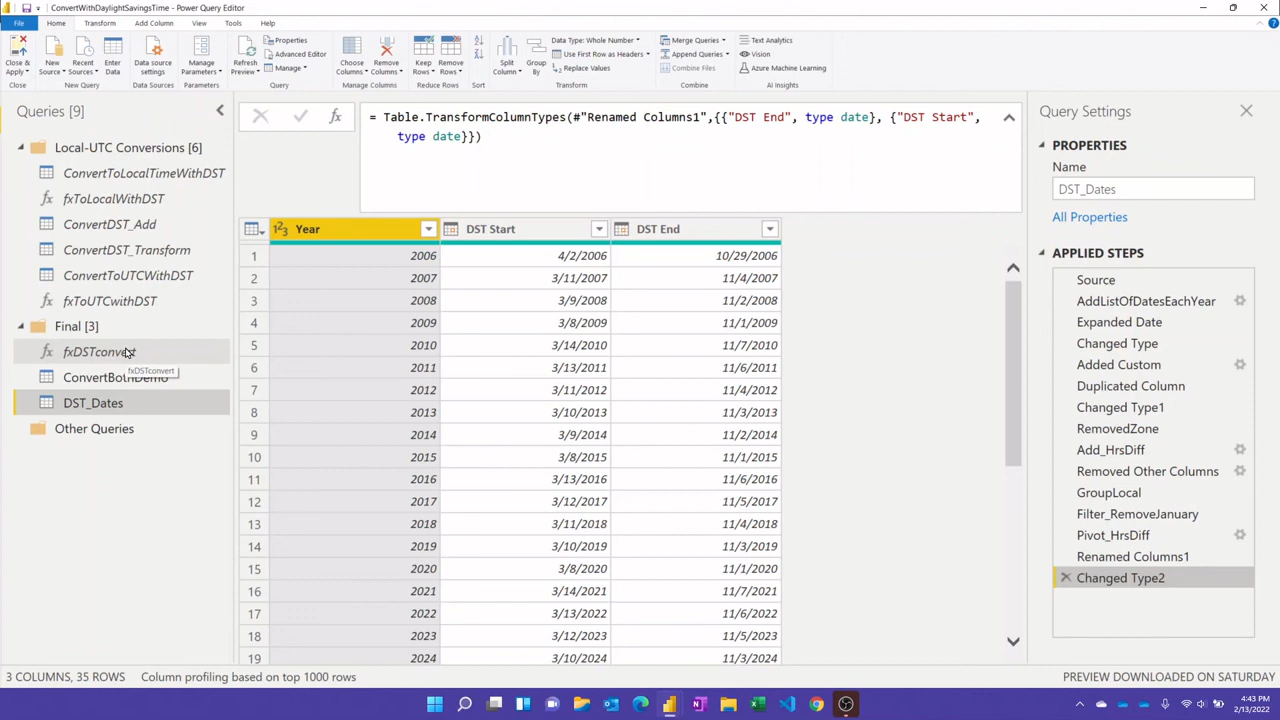 ConvertWithDaylightSavingsTime - Power Query Editor
File Home Transform Add Column View Tools Help
Close & Apply
New Source
Recent Sources
Enter Data
Data source settings
Manage Parameters
Refresh Preview
Properties
Advanced Editor
Manage
Choose Columns
Remove Columns
Keep Rows
Remove Rows
Split Column
Group By
Data Type: Whole Number
Use First Row as Headers
Replace Values
Merge Queries
Append Queries
Combine Files
Text Analytics
Vision
Azure Machine Learning
Close New Query Data Sources Parameters Query Manage Columns Reduce Rows Sort Transform Combine AI Insights
Queries [9]
Local-UTC Conversions [6]
ConvertToLocalTimeWithDST
fx fxToLocalWithDST
ConvertDST_Add
ConvertDST_Transform
ConvertToUTCWithDST
fx fxToUTCwithDST
Final [3]
fx fxDSTconvert
fxDSTconvert
ConvertBothDemo
DST_Dates
Other Queries
fx
= Table.TransformColumnTypes(#"Renamed Columns1",{{"DST End", type date}, {"DST Start",
type date}})
123 Year DST Start DST End
1 2006 4/2/2006 10/29/2006
2 2007 3/11/2007 11/4/2007
3 2008 3/9/2008 11/2/2008
4 2009 3/8/2009 11/1/2009
5 2010 3/14/2010 11/7/2010
6 2011 3/13/2011 11/6/2011
7 2012 3/11/2012 11/4/2012
8 2013 3/10/2013 11/3/2013
9 2014 3/9/2014 11/2/2014
10 2015 3/8/2015 11/1/2015
11 2016 3/13/2016 11/6/2016
12 2017 3/12/2017 11/5/2017
13 2018 3/11/2018 11/4/2018
14 2019 3/10/2019 11/3/2019
15 2020 3/8/2020 11/1/2020
16 2021 3/14/2021 11/7/2021
17 2022 3/13/2022 11/6/2022
18 2023 3/12/2023 11/5/2023
19 2024 3/10/2024 11/3/2024
Query Settings
PROPERTIES
Name
DST_Dates
All Properties
APPLIED STEPS
Source
AddListOfDatesEachYear
Expanded Date
Changed Type
Added Custom
Duplicated Column
Changed Type1
RemovedZone
Add_HrsDiff
Removed Other Columns
GroupLocal
Filter_RemoveJanuary
Pivot_HrsDiff
Renamed Columns1
Changed Type2
3 COLUMNS, 35 ROWS Column profiling based on top 1000 rows PREVIEW DOWNLOADED ON SATURDAY
4:43 PM
2/13/2022